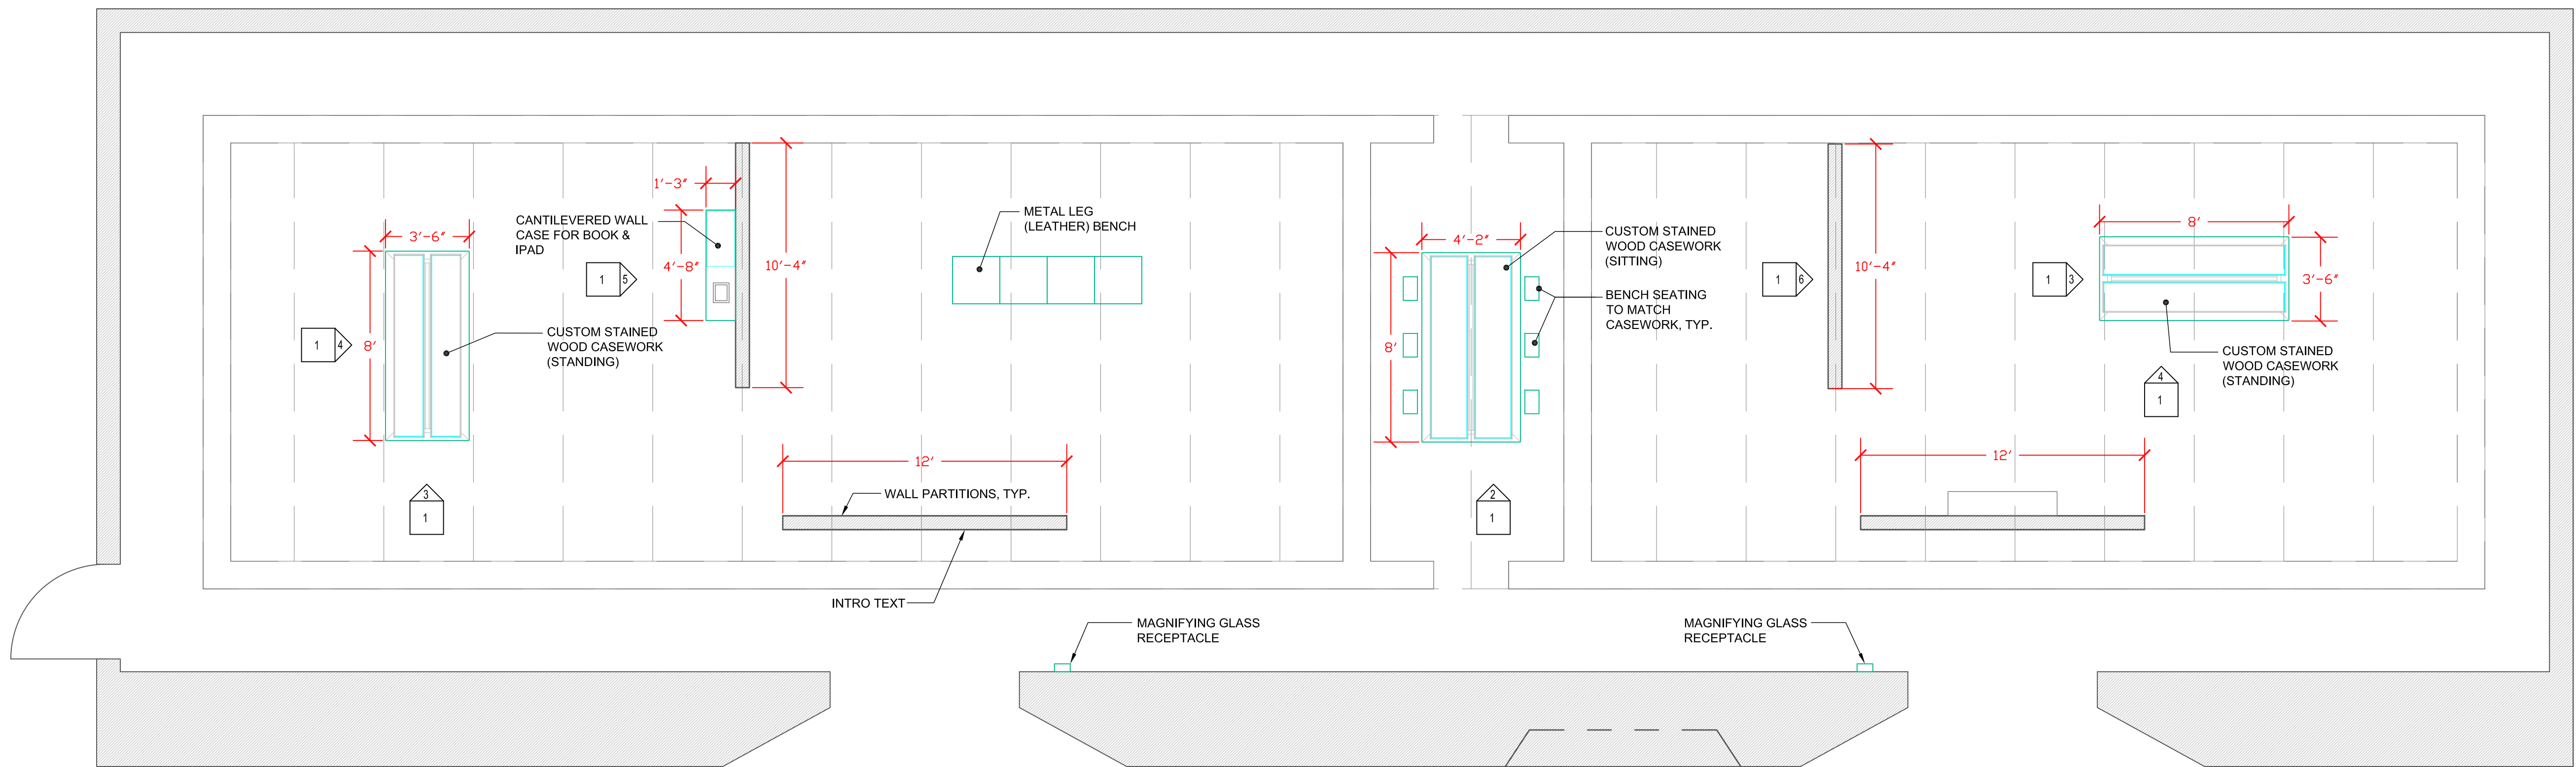 1'-3"
CANTILEVERED WALL
CASE FOR BOOK &
IPAD
3'-6"
4'-8"
10'-4"
1 5
1 4
8'
CUSTOM STAINED
WOOD CASEWORK
(STANDING)
3
1
METAL LEG
(LEATHER) BENCH
12'
WALL PARTITIONS, TYP.
INTRO TEXT
4'-2"
8'
CUSTOM STAINED
WOOD CASEWORK
(SITTING)
BENCH SEATING
TO MATCH
CASEWORK, TYP.
2
1
1 6
10'-4"
1 3
8'
3'-6"
CUSTOM STAINED
WOOD CASEWORK
(STANDING)
4
1
12'
MAGNIFYING GLASS
RECEPTACLE
MAGNIFYING GLASS
RECEPTACLE